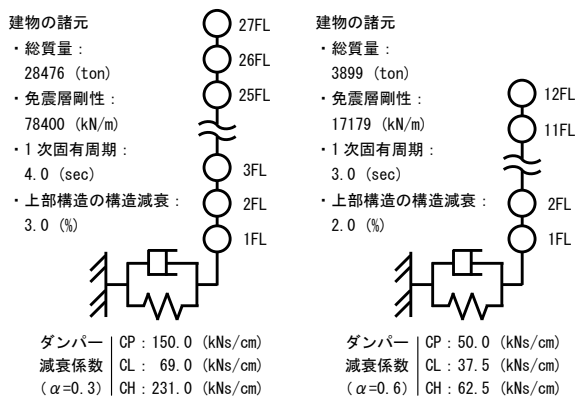 建物の諸元
・総質量：
28476 (ton)
・免震層剛性：
78400 (kN/m)
・1 次固有周期：
4.0 (sec)
・上部構造の構造減衰：
3.0 (%)
27FL
26FL
25FL
3FL
2FL
1FL
ダンパー CP : 150.0 (kNs/cm)
減衰係数 CL : 69.0 (kNs/cm)
(α=0.3) CH : 231.0 (kNs/cm)
建物の諸元
・総質量：
3899 (ton)
・免震層剛性：
17179 (kN/m)
・1 次固有周期：
3.0 (sec)
・上部構造の構造減衰：
2.0 (%)
12FL
11FL
2FL
1FL
ダンパー CP : 50.0 (kNs/cm)
減衰係数 CL : 37.5 (kNs/cm)
(α=0.6) CH : 62.5 (kNs/cm)